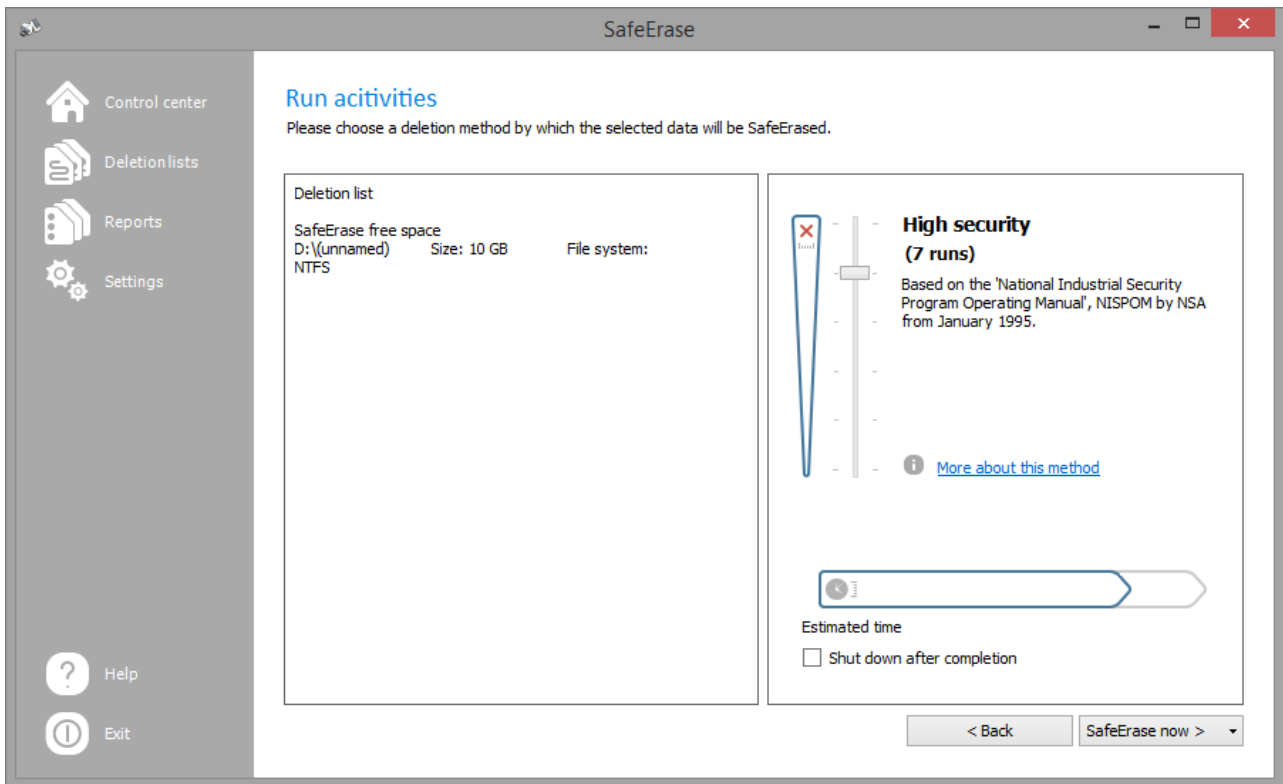 SafeErase
Control center
Deletion lists
Reports
Settings
Help
Exit
Run acitivities
Please choose a deletion method by which the selected data will be SafeErased.
Deletion list
SafeErase free space
D:\(unnamed) Size: 10 GB File system:
NTFS
High security
(7 runs)
Based on the 'National Industrial Security
Program Operating Manual', NISPOM by NSA
from January 1995.
More about this method
Estimated time
Shut down after completion
< Back
SafeErase now >